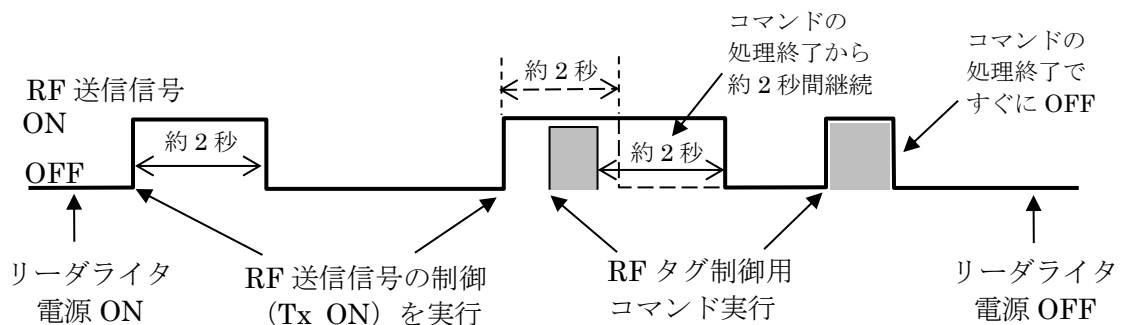 コマンドの
処理終了から
約 2 秒間継続
コマンドの
処理終了で
すぐに OFF
約 2 秒
RF 送信信号
ON
約 2 秒
約 2 秒
OFF
リーダライタ
電源 ON
RF 送信信号の制御
（Tx ON）を実行
RF タグ制御用
コマンド実行
リーダライタ
電源 OFF